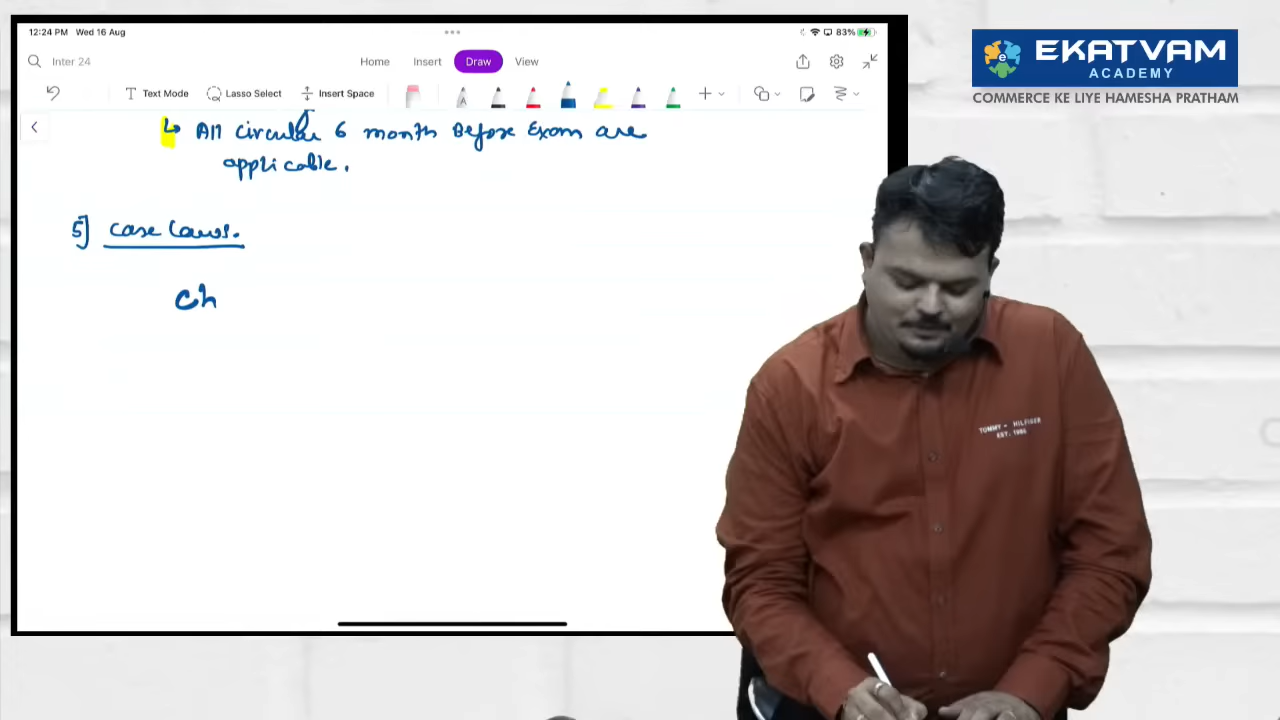 12:24 PM Wed 16 Aug
83%
Inter 24
Home Insert Draw View
Text Mode Lasso Select Insert Space
All circular 6 month Before Exam are
applicable.
5] Case Laws.
Ch
EKATVAM
ACADEMY
COMMERCE KE LIYE HAMESHA PRATHAM
TOMMY - HILFIGER
EST. 1985